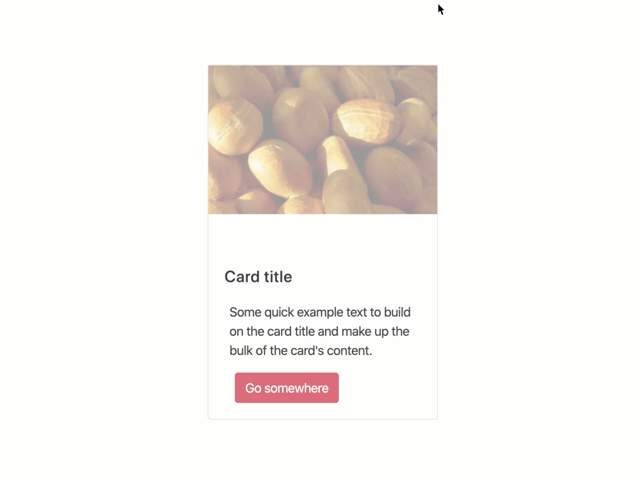 Card title
Some quick example text to build
on the card title and make up the
bulk of the card's content.
Go somewhere